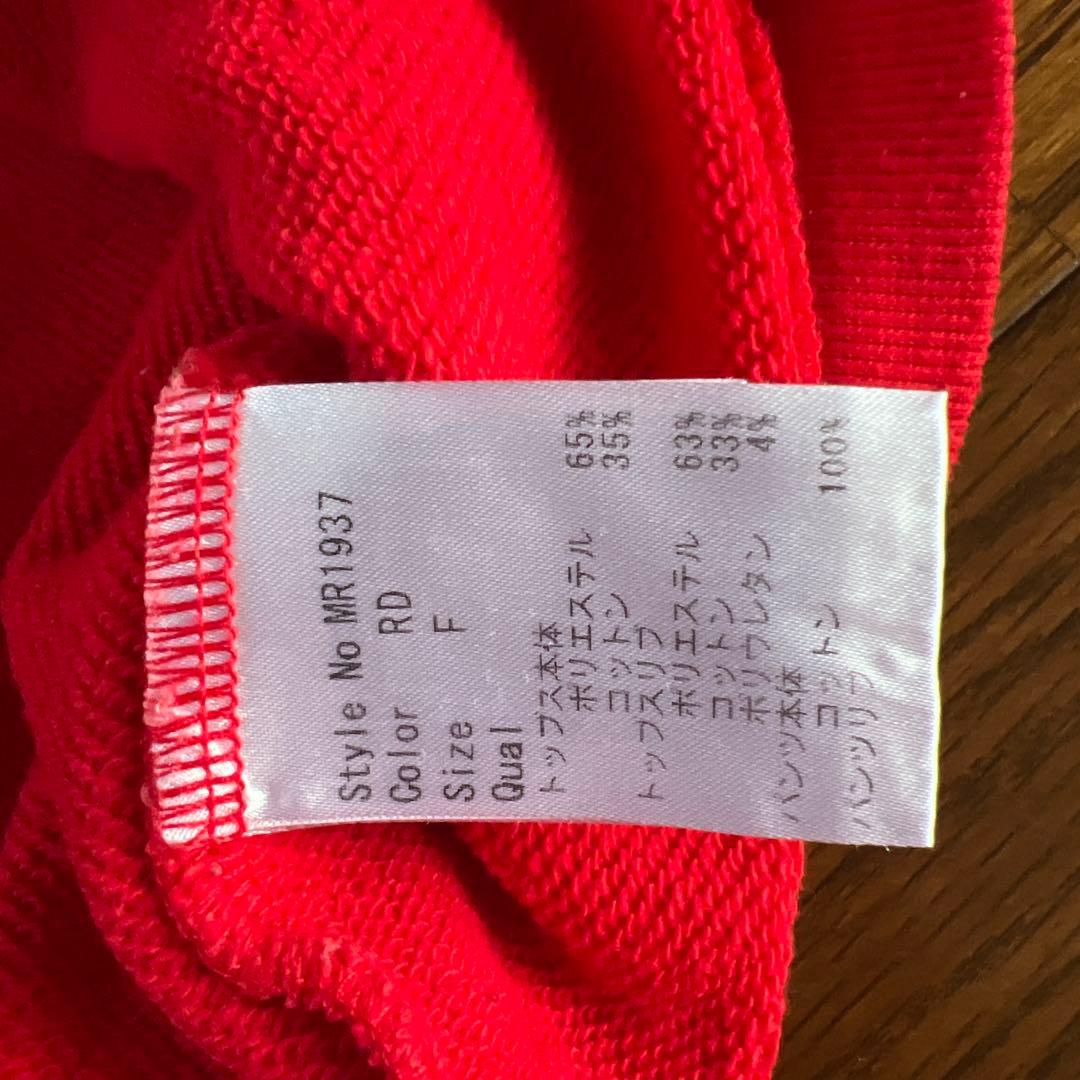 Style No MR1937
Color RD
Size F
Qual
トップス本体
ポリエステル 65%
コットン 35%
トップスリブ
ポリエステル 63%
コットン 33%
ポリウレタン 4%
パンツ本体
コットン 100%
パンツリブ